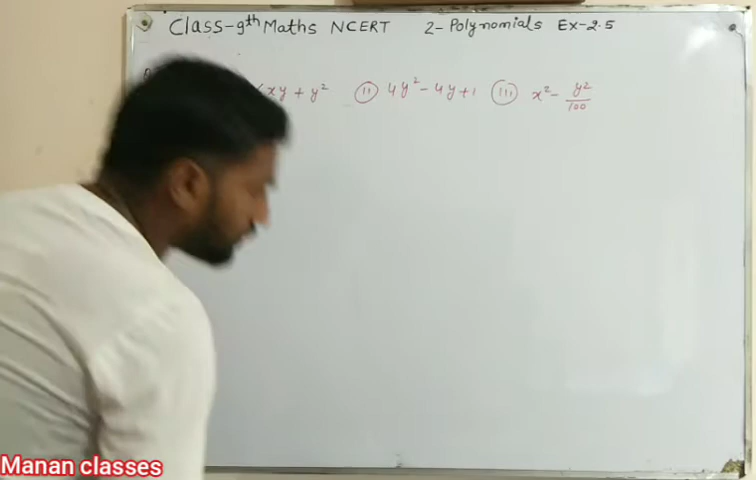 Class-9th Maths NCERT 2-Polynomials Ex-2.5
xy + y² (ii) 4y² - 4y + 1 (iii) x² - y²/100
Manan classes